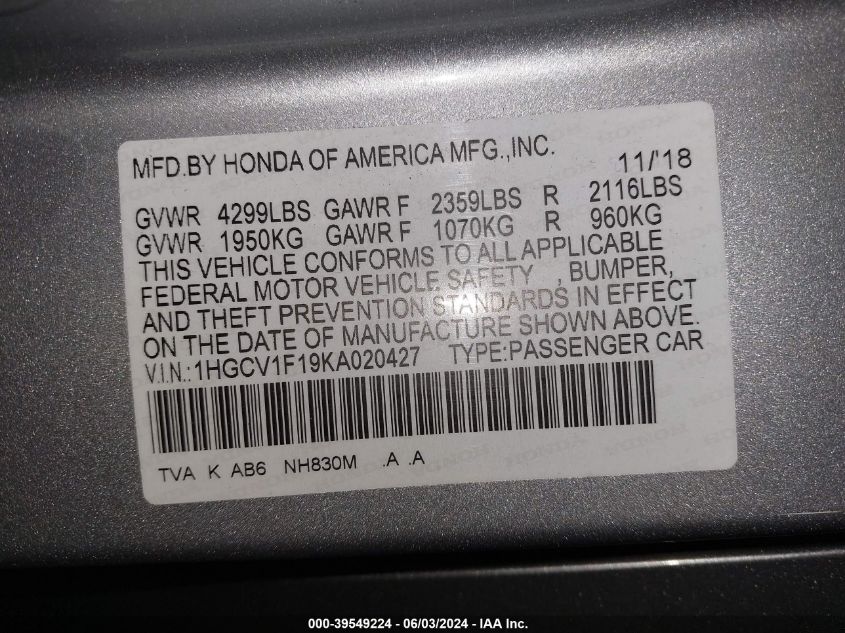 MFD.BY HONDA OF AMERICA MFG.,INC. 11/'18
GVWR 4299LBS GAWR F 2359LBS R 2116LBS
GVWR 1950KG GAWR F 1070KG R 960KG
THIS VEHICLE CONFORMS TO ALL APPLICABLE
FEDERAL MOTOR VEHICLE SAFETY , BUMPER,
AND THEFT PREVENTION STANDARDS IN EFFECT
ON THE DATE OF MANUFACTURE SHOWN ABOVE.
V.I.N.:1HGCV1F19KA020427 TYPE:PASSENGER CAR
TVA K AB6 NH830M .A .A
000-39549224 - 06/03/2024 - IAA Inc.